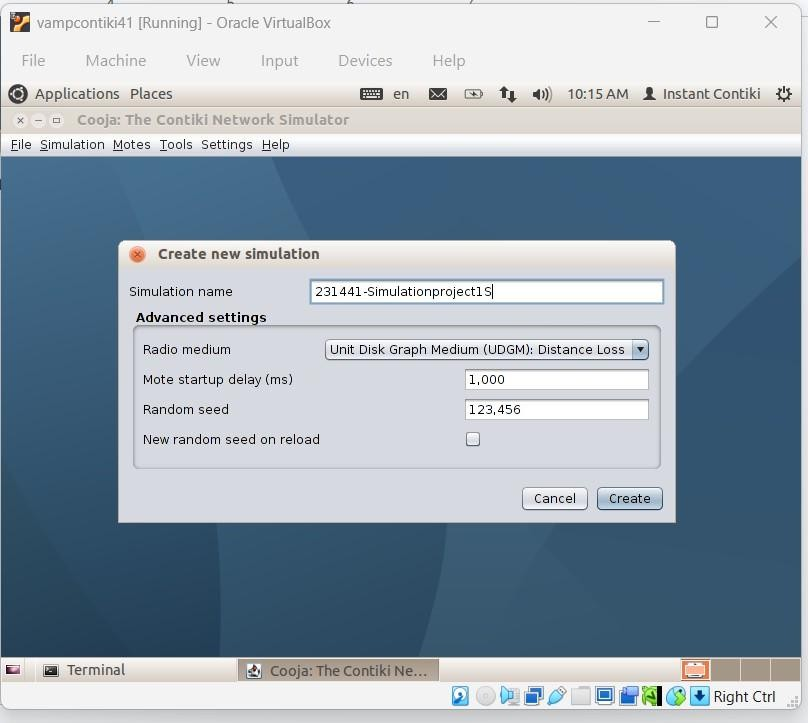 vampcontiki41 [Running] - Oracle VirtualBox
File Machine View Input Devices Help
Applications Places en 10:15 AM Instant Contiki
Cooja: The Contiki Network Simulator
File Simulation Motes Tools Settings Help
Create new simulation
Simulation name 231441-Simulationproject1S
Advanced settings
Radio medium Unit Disk Graph Medium (UDGM): Distance Loss
Mote startup delay (ms) 1,000
Random seed 123,456
New random seed on reload
Cancel Create
Terminal Cooja: The Contiki Ne...
Right Ctrl